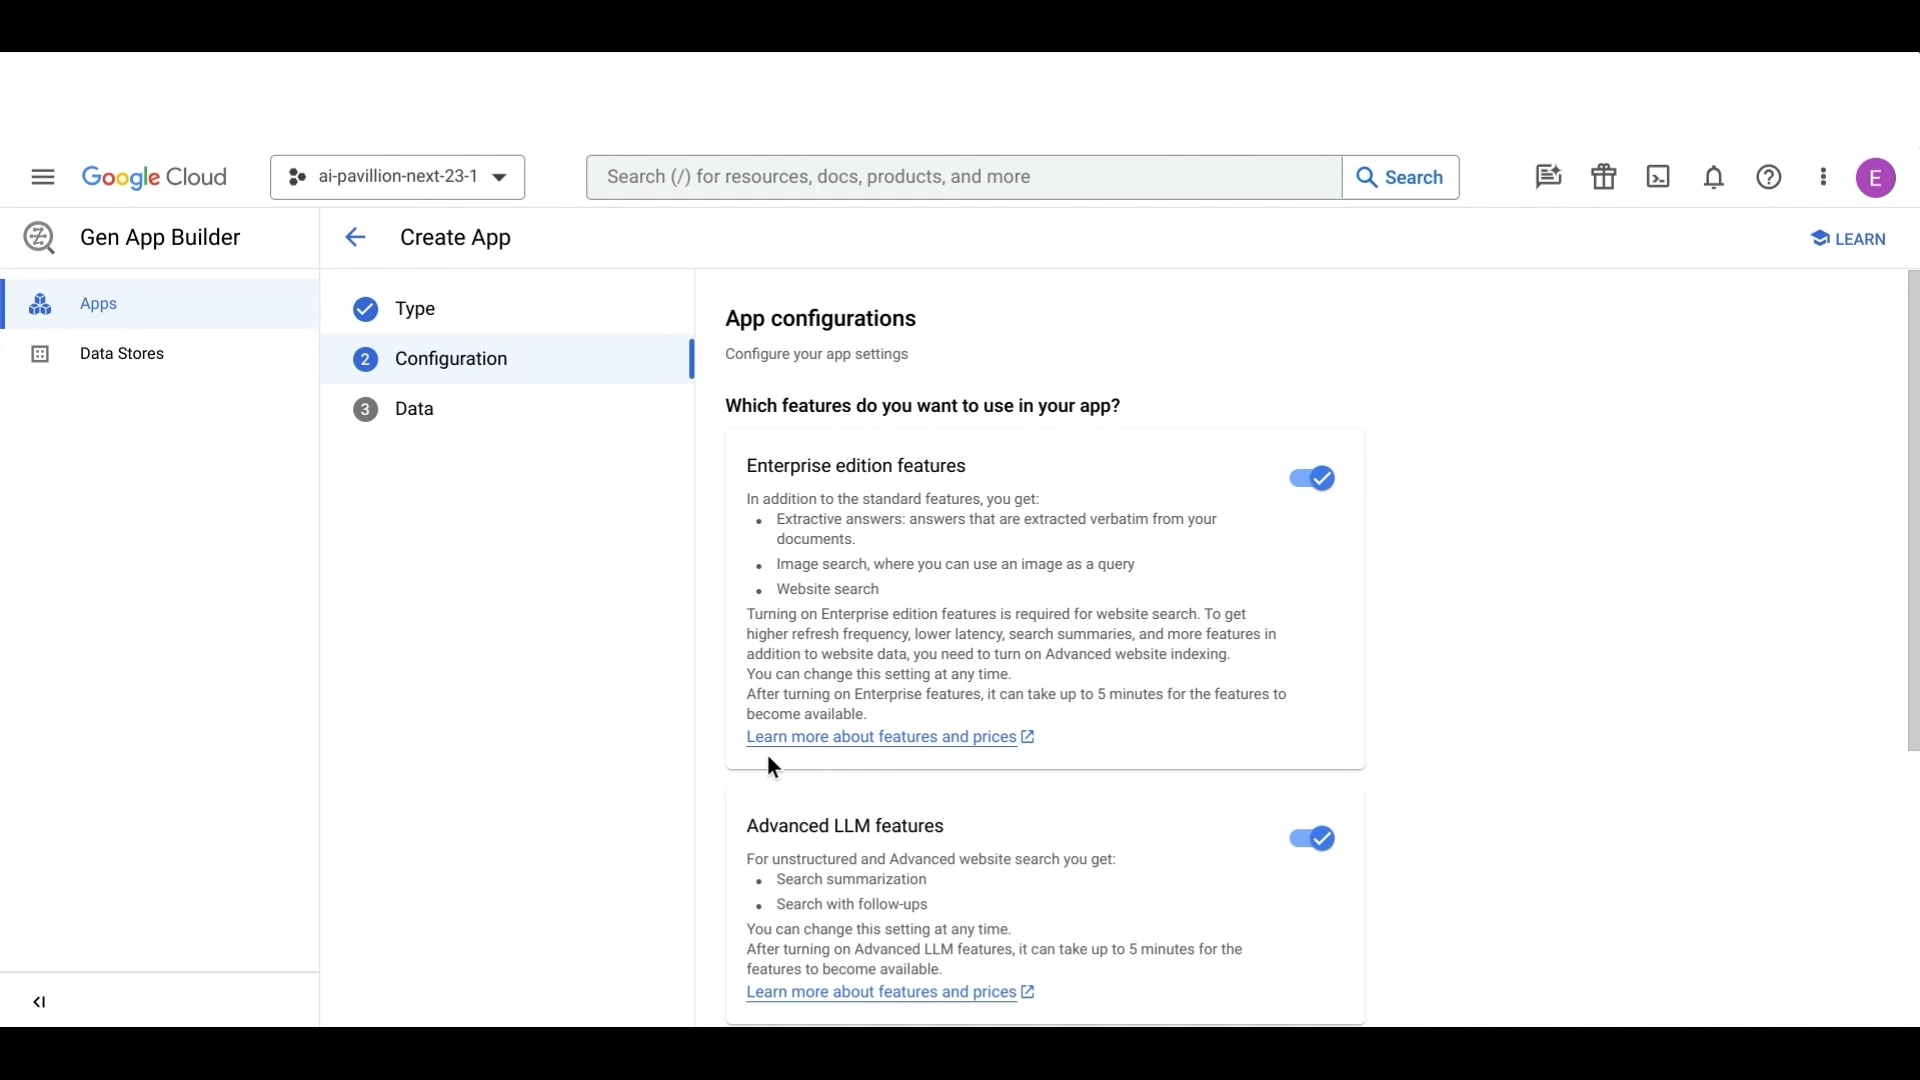 Google Cloud
ai-pavillion-next-23-1
Search (/) for resources, docs, products, and more
Search
E
Gen App Builder
Create App
LEARN
Apps
Data Stores
Type
2 Configuration
3 Data
App configurations
Configure your app settings
Which features do you want to use in your app?
Enterprise edition features
In addition to the standard features, you get:
• Extractive answers: answers that are extracted verbatim from your
documents.
• Image search, where you can use an image as a query
• Website search
Turning on Enterprise edition features is required for website search. To get
higher refresh frequency, lower latency, search summaries, and more features in
addition to website data, you need to turn on Advanced website indexing.
You can change this setting at any time.
After turning on Enterprise features, it can take up to 5 minutes for the features to
become available.
Learn more about features and prices
Advanced LLM features
For unstructured and Advanced website search you get:
• Search summarization
• Search with follow-ups
You can change this setting at any time.
After turning on Advanced LLM features, it can take up to 5 minutes for the
features to become available.
Learn more about features and prices